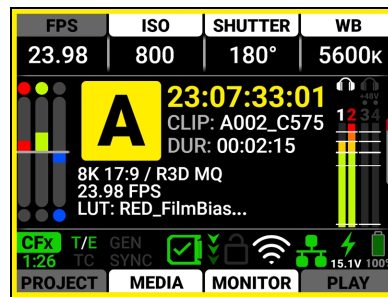 FPS ISO SHUTTER WB
23.98 800 180° 5600K
A
23:07:33:01
CLIP: A002_C575
DUR: 00:02:15
+48V
1 2 3 4
8K 17:9 / R3D MQ
23.98 FPS
LUT: RED_FilmBias...
CFx T/E GEN
1:26 TC SYNC
15.1V 100%
PROJECT MEDIA MONITOR PLAY